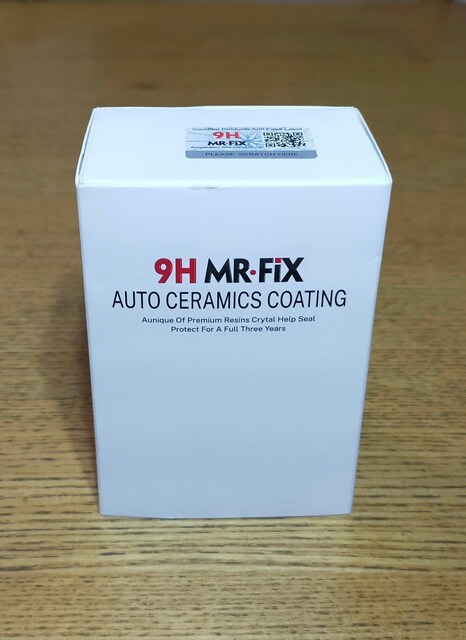 9H
MR·FiX
PLEASE SCRATCH HERE
9H MR·FiX
AUTO CERAMICS COATING
Aunique Of Premium Resins Crytal Help Seal
Protect For A Full Three Years